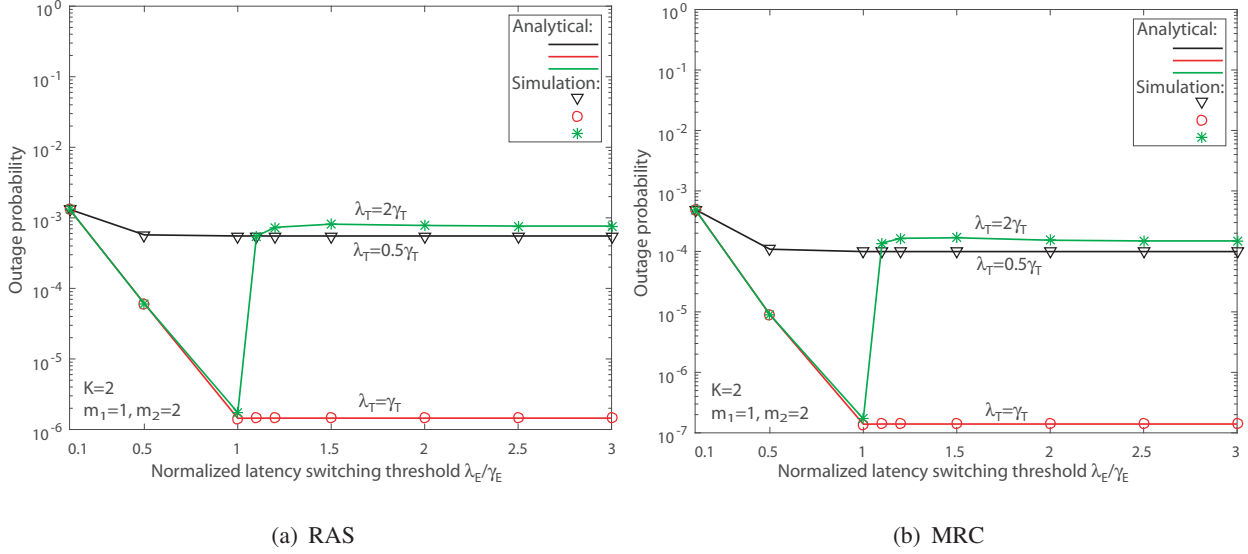 10^0
10^-1
10^-2
10^-3
10^-4
10^-5
10^-6
Outage probability
Analytical:
Simulation:
λ_T=2γ_T
λ_T=0.5γ_T
λ_T=γ_T
K=2
m_1=1, m_2=2
0.1 0.5 1 1.5 2 2.5 3
Normalized latency switching threshold λ_E/γ_E
(a) RAS
10^0
10^-1
10^-2
10^-3
10^-4
10^-5
10^-6
10^-7
Outage probability
Analytical:
Simulation:
λ_T=2γ_T
λ_T=0.5γ_T
λ_T=γ_T
K=2
m_1=1, m_2=2
0.1 0.5 1 1.5 2 2.5 3
Normalized latency switching threshold λ_E/γ_E
(b) MRC